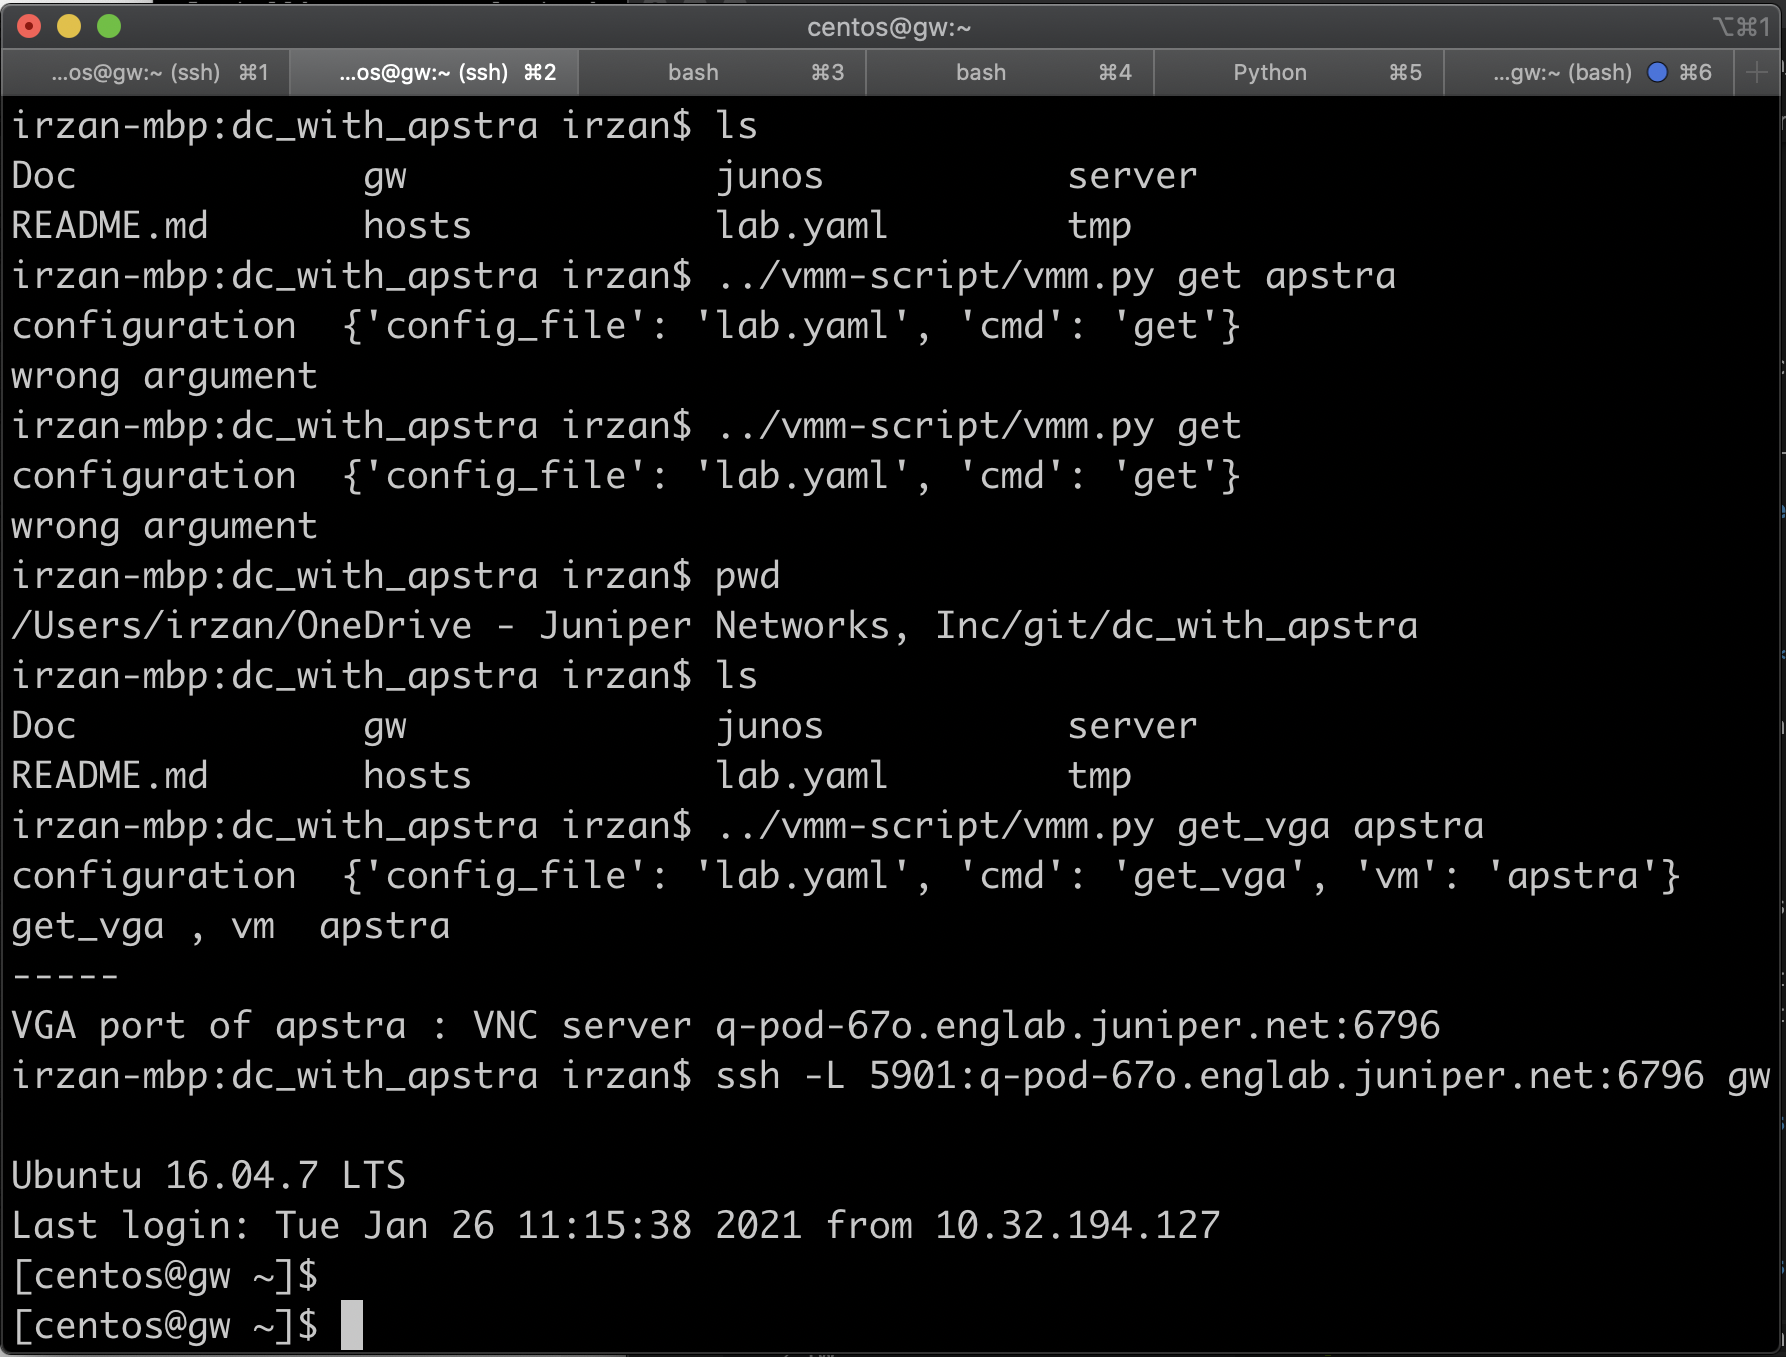 centos@gw:~
⌥⌘1
...os@gw:~ (ssh) ⌘1
...os@gw:~ (ssh) ⌘2
bash ⌘3
bash ⌘4
Python ⌘5
...gw:~ (bash) ⌘6
irzan-mbp:dc_with_apstra irzan$ ls
Doc gw junos server
README.md hosts lab.yaml tmp
irzan-mbp:dc_with_apstra irzan$ ../vmm-script/vmm.py get apstra
configuration  {'config_file': 'lab.yaml', 'cmd': 'get'}
wrong argument
irzan-mbp:dc_with_apstra irzan$ ../vmm-script/vmm.py get
configuration  {'config_file': 'lab.yaml', 'cmd': 'get'}
wrong argument
irzan-mbp:dc_with_apstra irzan$ pwd
/Users/irzan/OneDrive - Juniper Networks, Inc/git/dc_with_apstra
irzan-mbp:dc_with_apstra irzan$ ls
Doc gw junos server
README.md hosts lab.yaml tmp
irzan-mbp:dc_with_apstra irzan$ ../vmm-script/vmm.py get_vga apstra
configuration  {'config_file': 'lab.yaml', 'cmd': 'get_vga', 'vm': 'apstra'}
get_vga , vm  apstra
-----
VGA port of apstra : VNC server q-pod-67o.englab.juniper.net:6796
irzan-mbp:dc_with_apstra irzan$ ssh -L 5901:q-pod-67o.englab.juniper.net:6796 gw
Ubuntu 16.04.7 LTS
Last login: Tue Jan 26 11:15:38 2021 from 10.32.194.127
[centos@gw ~]$
[centos@gw ~]$